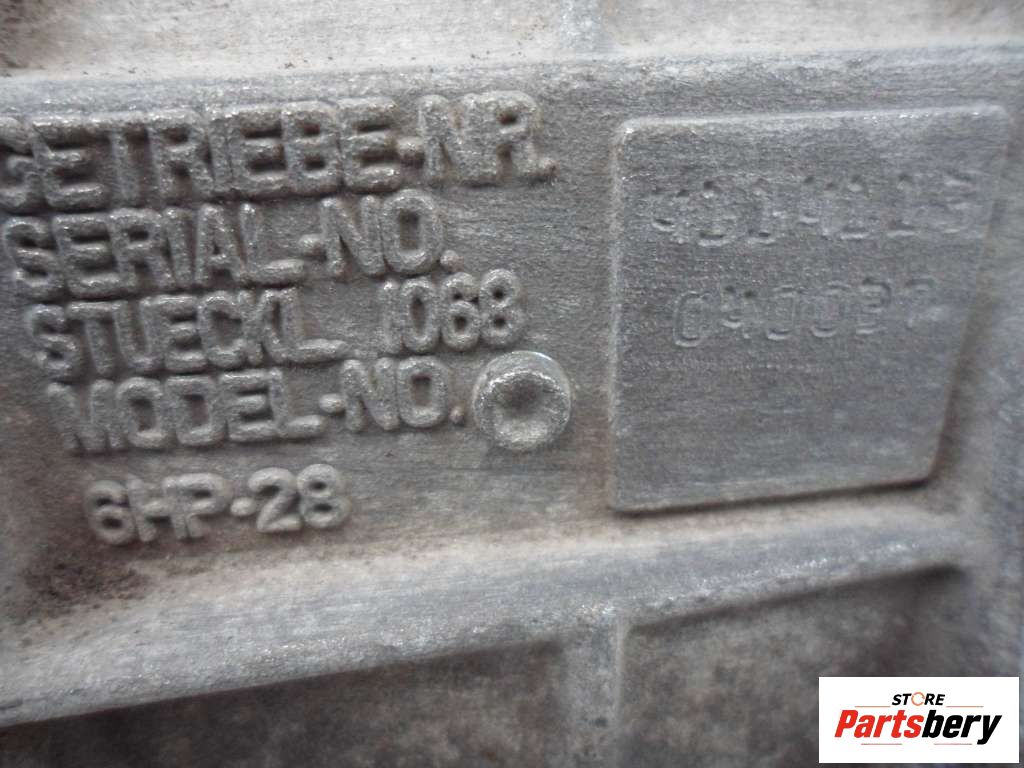 GETRIEBE-NR.
SERIAL-NO.
STUECKL. 1068
MODEL-NO.
6HP-28
STORE
Partsbery